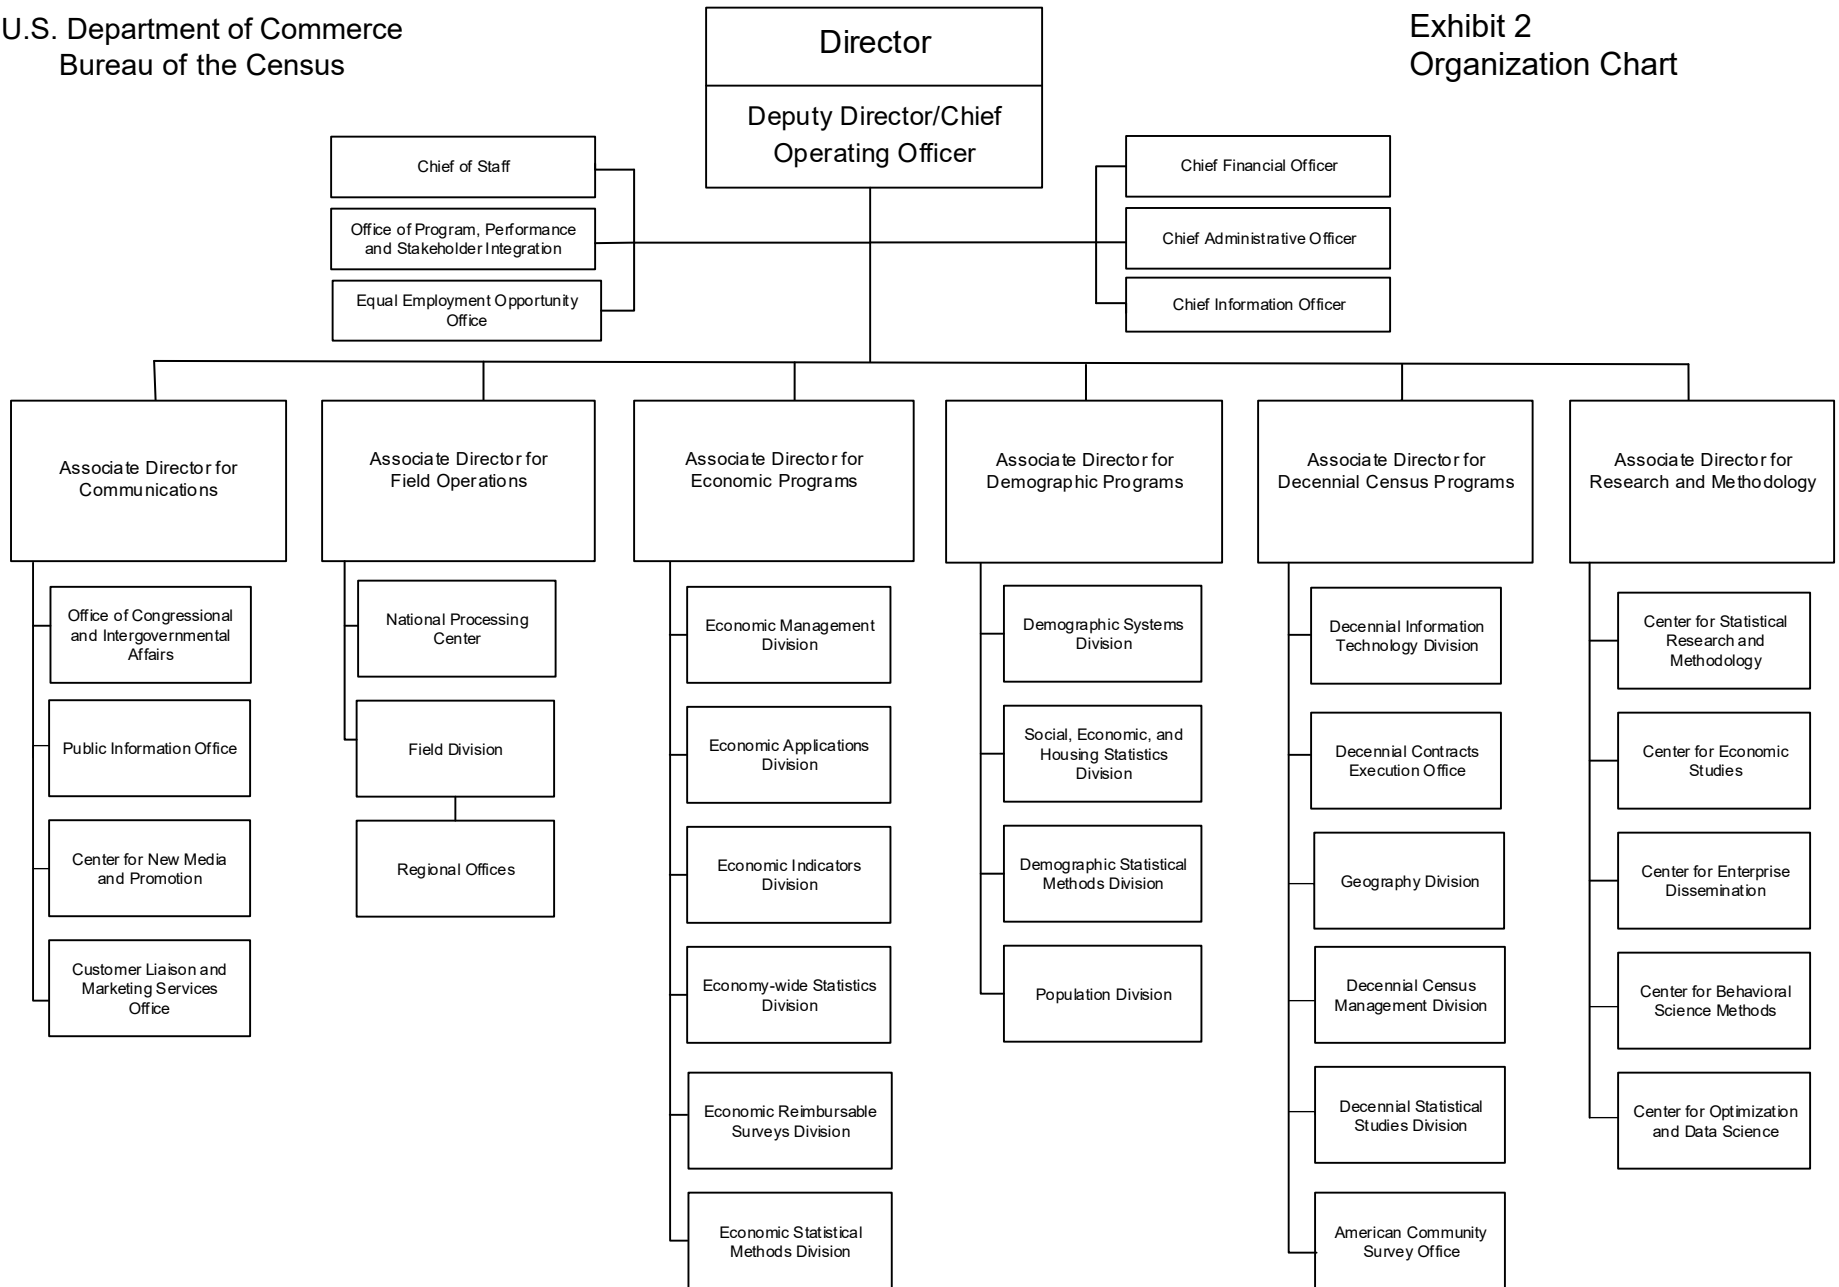 U.S. Department of Commerce
Bureau of the Census
Exhibit 2
Organization Chart
Director
Deputy Director/Chief
Operating Officer
Chief of Staff
Office of Program, Performance
and Stakeholder Integration
Equal Employment Opportunity
Office
Chief Financial Officer
Chief Administrative Officer
Chief Information Officer
Associate Director for
Communications
Office of Congressional
and Intergovernmental
Affairs
Public Information Office
Center for New Media
and Promotion
Customer Liaison and
Marketing Services
Office
Associate Director for
Field Operations
National Processing
Center
Field Division
Regional Offices
Associate Director for
Economic Programs
Economic Management
Division
Economic Applications
Division
Economic Indicators
Division
Economy-wide Statistics
Division
Economic Reimbursable
Surveys Division
Economic Statistical
Methods Division
Associate Director for
Demographic Programs
Demographic Systems
Division
Social, Economic, and
Housing Statistics
Division
Demographic Statistical
Methods Division
Population Division
Associate Director for
Decennial Census Programs
Decennial Information
Technology Division
Decennial Contracts
Execution Office
Geography Division
Decennial Census
Management Division
Decennial Statistical
Studies Division
American Community
Survey Office
Associate Director for
Research and Methodology
Center for Statistical
Research and
Methodology
Center for Economic
Studies
Center for Enterprise
Dissemination
Center for Behavioral
Science Methods
Center for Optimization
and Data Science